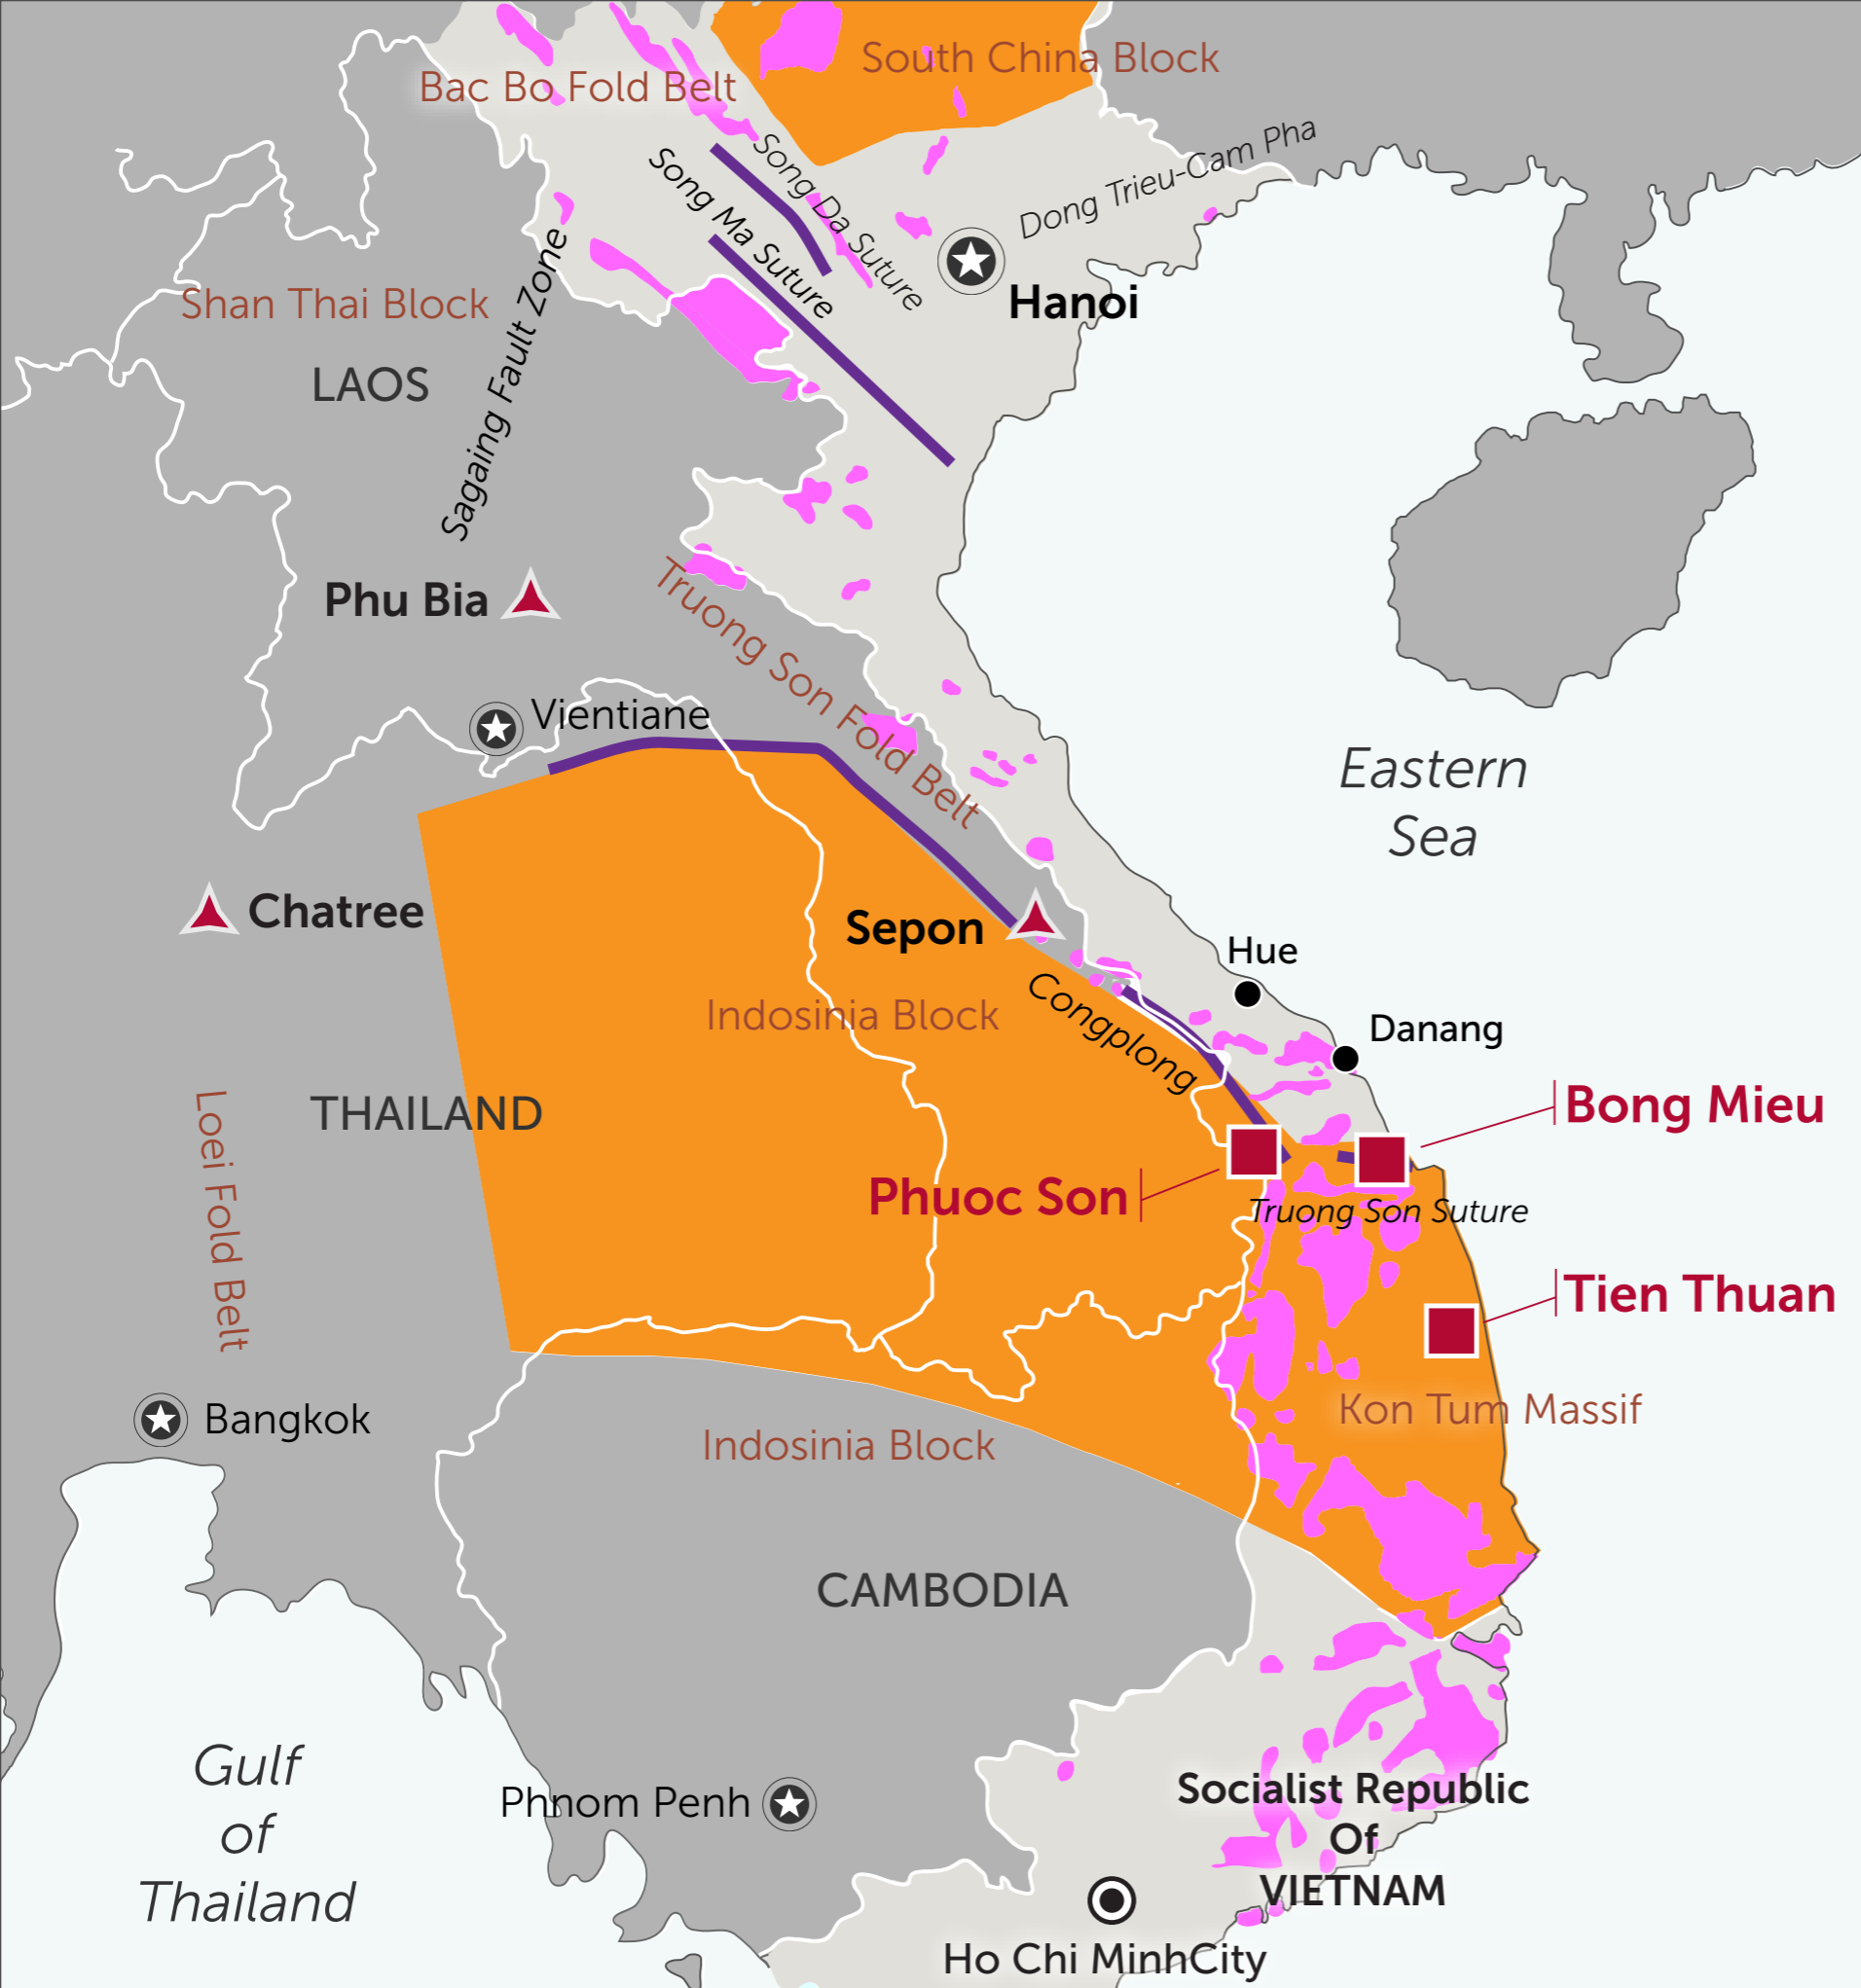 South China Block
Bac Bo Fold Belt
Dong Trieu-Cam Pha
Song Da Suture
Song Ma Suture
Hanoi
Shan Thai Block
Sagaing Fault Zone
LAOS
Phu Bia
Truong Son Fold Belt
Vientiane
Eastern
Sea
Chatree
Sepon
Hue
Congplong
Indosinia Block
Danang
THAILAND
Loei Fold Belt
Bong Mieu
Phuoc Son
Truong Son Suture
Tien Thuan
Kon Tum Massif
Bangkok
Indosinia Block
CAMBODIA
Gulf
of
Thailand
Phnom Penh
Socialist Republic
Of
VIETNAM
Ho Chi MinhCity